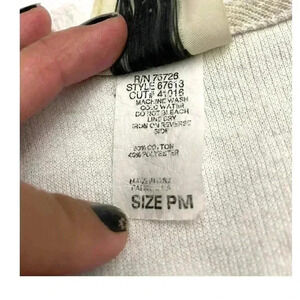 R/N 73726
STYLE 67613
CUT# 41016
MACHINE WASH
COLD WATER
DO NOT BLEACH
LINE DRY
IRON ON REVERSE
SIDE
60% COTTON
40% POLYESTER
SIZE PM